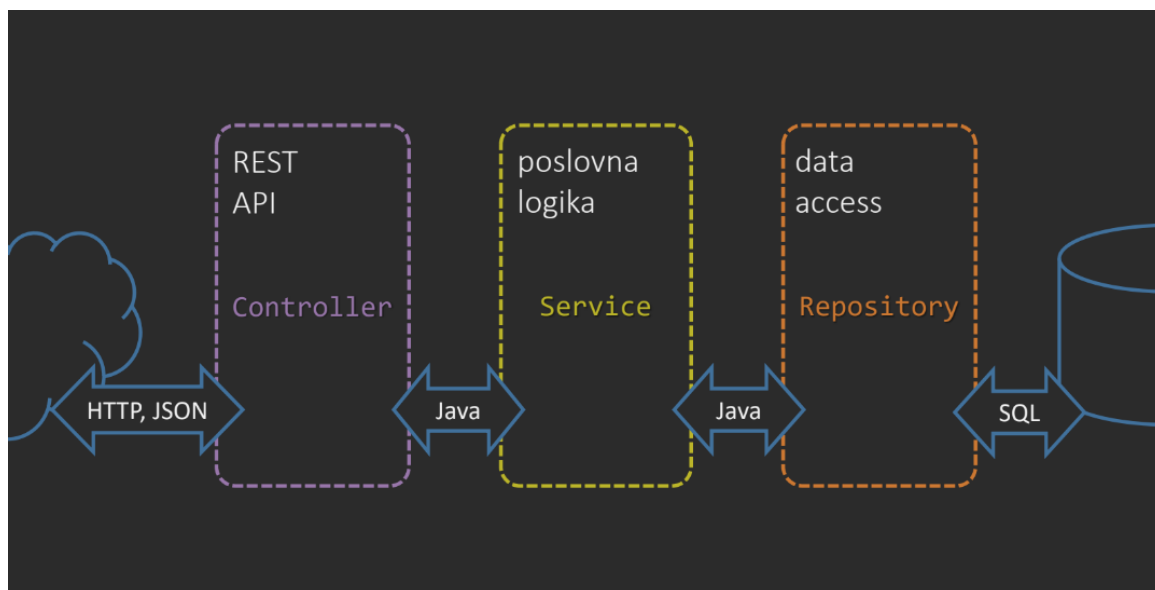 REST
API
poslovna
logika
data
access
Controller
Service
Repository
HTTP, JSON
Java
Java
SQL